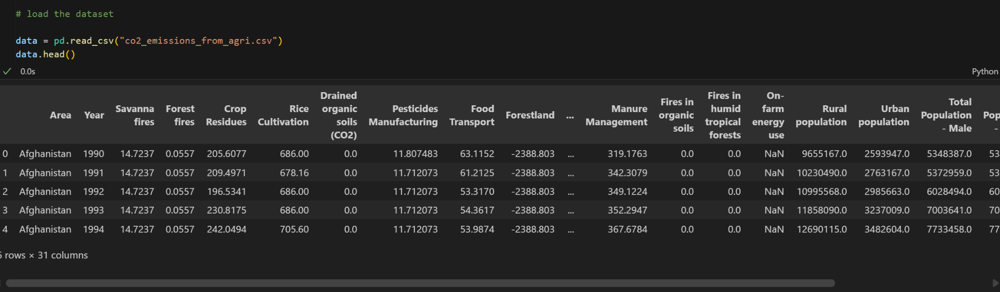 # load the dataset
data = pd.read_csv("co2_emissions_from_agri.csv")
data.head()
0.0s
Python
Area Year Savanna fires Forest fires Crop Residues Rice Cultivation Drained organic soils (CO2) Pesticides Manufacturing Food Transport Forestland ... Manure Management Fires in organic soils Fires in humid tropical forests On-farm energy use Rural population Urban population Total Population - Male
0 Afghanistan 1990 14.7237 0.0557 205.6077 686.00 0.0 11.807483 63.1152 -2388.803 ... 319.1763 0.0 0.0 NaN 9655167.0 2593947.0 5348387.0
1 Afghanistan 1991 14.7237 0.0557 209.4971 678.16 0.0 11.712073 61.2125 -2388.803 ... 342.3079 0.0 0.0 NaN 10230490.0 2763167.0 5372959.0
2 Afghanistan 1992 14.7237 0.0557 196.5341 686.00 0.0 11.712073 53.3170 -2388.803 ... 349.1224 0.0 0.0 NaN 10995568.0 2985663.0 6028494.0
3 Afghanistan 1993 14.7237 0.0557 230.8175 686.00 0.0 11.712073 54.3617 -2388.803 ... 352.2947 0.0 0.0 NaN 11858090.0 3237009.0 7003641.0
4 Afghanistan 1994 14.7237 0.0557 242.0494 705.60 0.0 11.712073 53.9874 -2388.803 ... 367.6784 0.0 0.0 NaN 12690115.0 3482604.0 7733458.0
5 rows × 31 columns